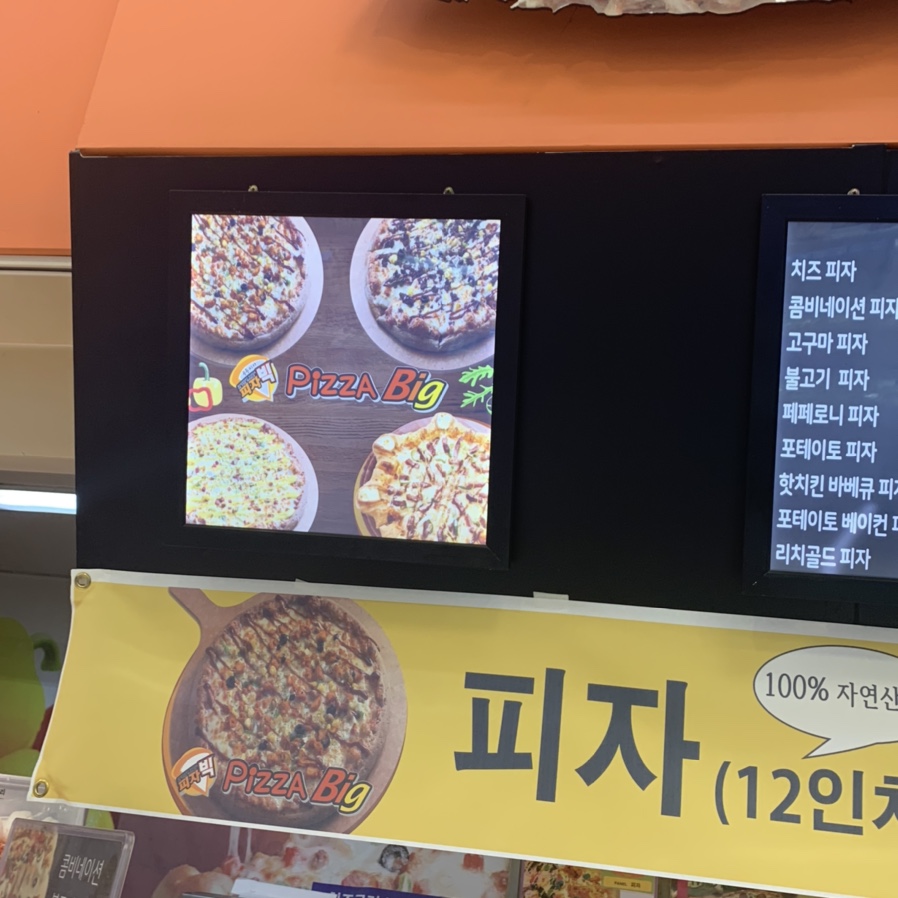 피자빅 Pizza Big
치즈 피자
콤비네이션 피자
고구마 피자
불고기 피자
페페로니 피자
포테이토 피자
핫치킨 바베큐
포테이토 베이컨
리치골드 피자
피자
100% 자연산
(12인치
피자빅 Pizza Big
콤비네이션